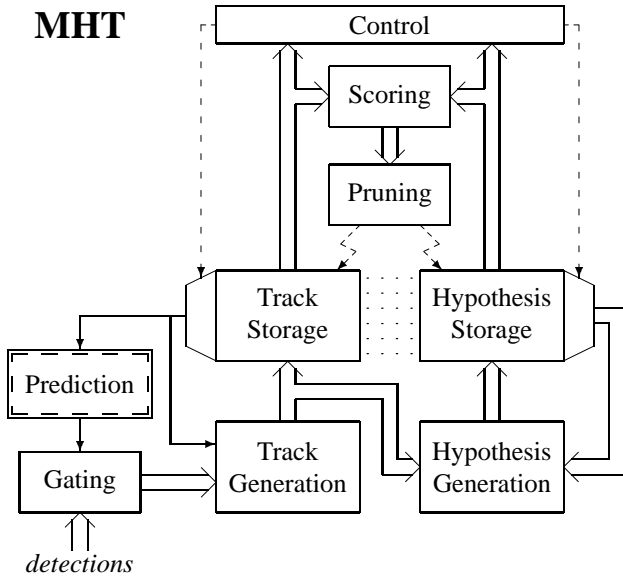 MHT
Control
Scoring
Pruning
Track
Storage
Hypothesis
Storage
Prediction
Track
Generation
Hypothesis
Generation
Gating
detections